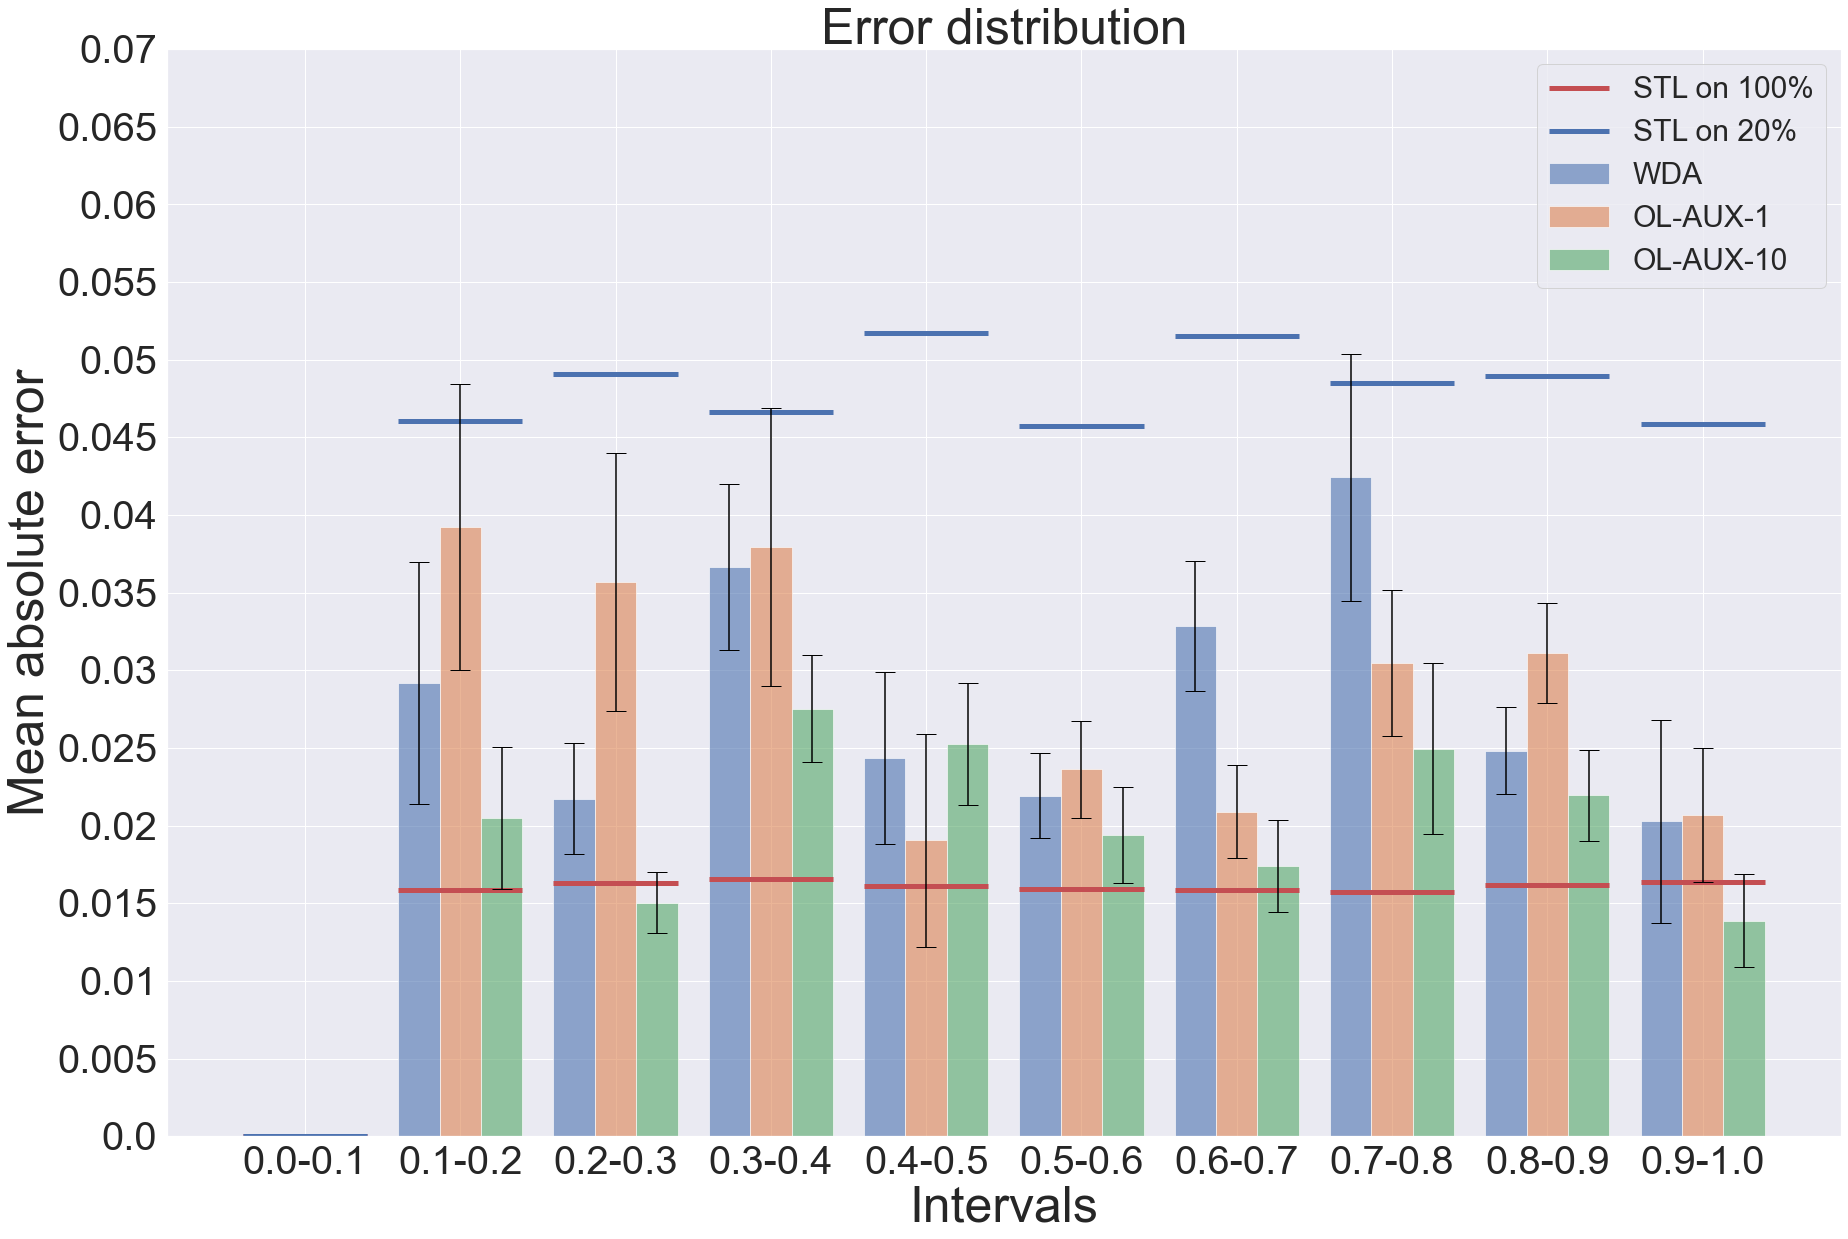 Error distribution
0.07
0.065
0.06
0.055
0.05
0.045
0.04
0.035
0.03
0.025
0.02
0.015
0.01
0.005
0.0
Mean absolute error
STL on 100%
STL on 20%
WDA
OL-AUX-1
OL-AUX-10
0.0-0.1 0.1-0.2 0.2-0.3 0.3-0.4 0.4-0.5 0.5-0.6 0.6-0.7 0.7-0.8 0.8-0.9 0.9-1.0
Intervals